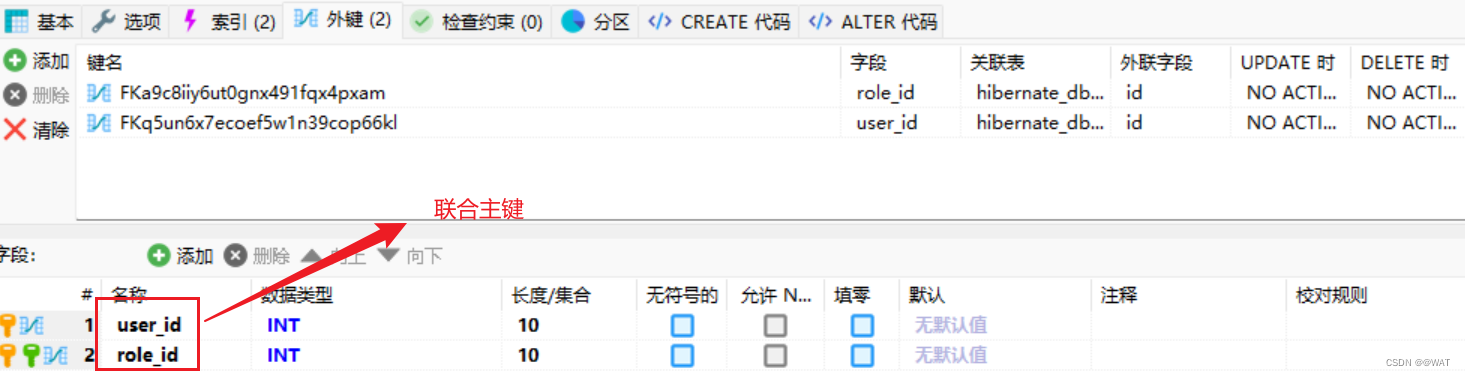 基本 选项 索引 (2) 外键 (2) 检查约束 (0) 分区 CREATE 代码 ALTER 代码
添加 键名 字段 关联表 外联字段 UPDATE 时 DELETE 时
删除 FKa9c8iiy6ut0gnx491fqx4pxam role_id hibernate_db... id NO ACTI... NO ACTI...
清除 FKq5un6x7ecoef5w1n39cop66kl user_id hibernate_db... id NO ACTI... NO ACTI...
联合主键
字段: 添加 删除 向上 向下
# 名称 数据类型 长度/集合 无符号的 允许 N... 填零 默认 注释 校对规则
1 user_id INT 10 无默认值
2 role_id INT 10 无默认值
CSDN @@WAT